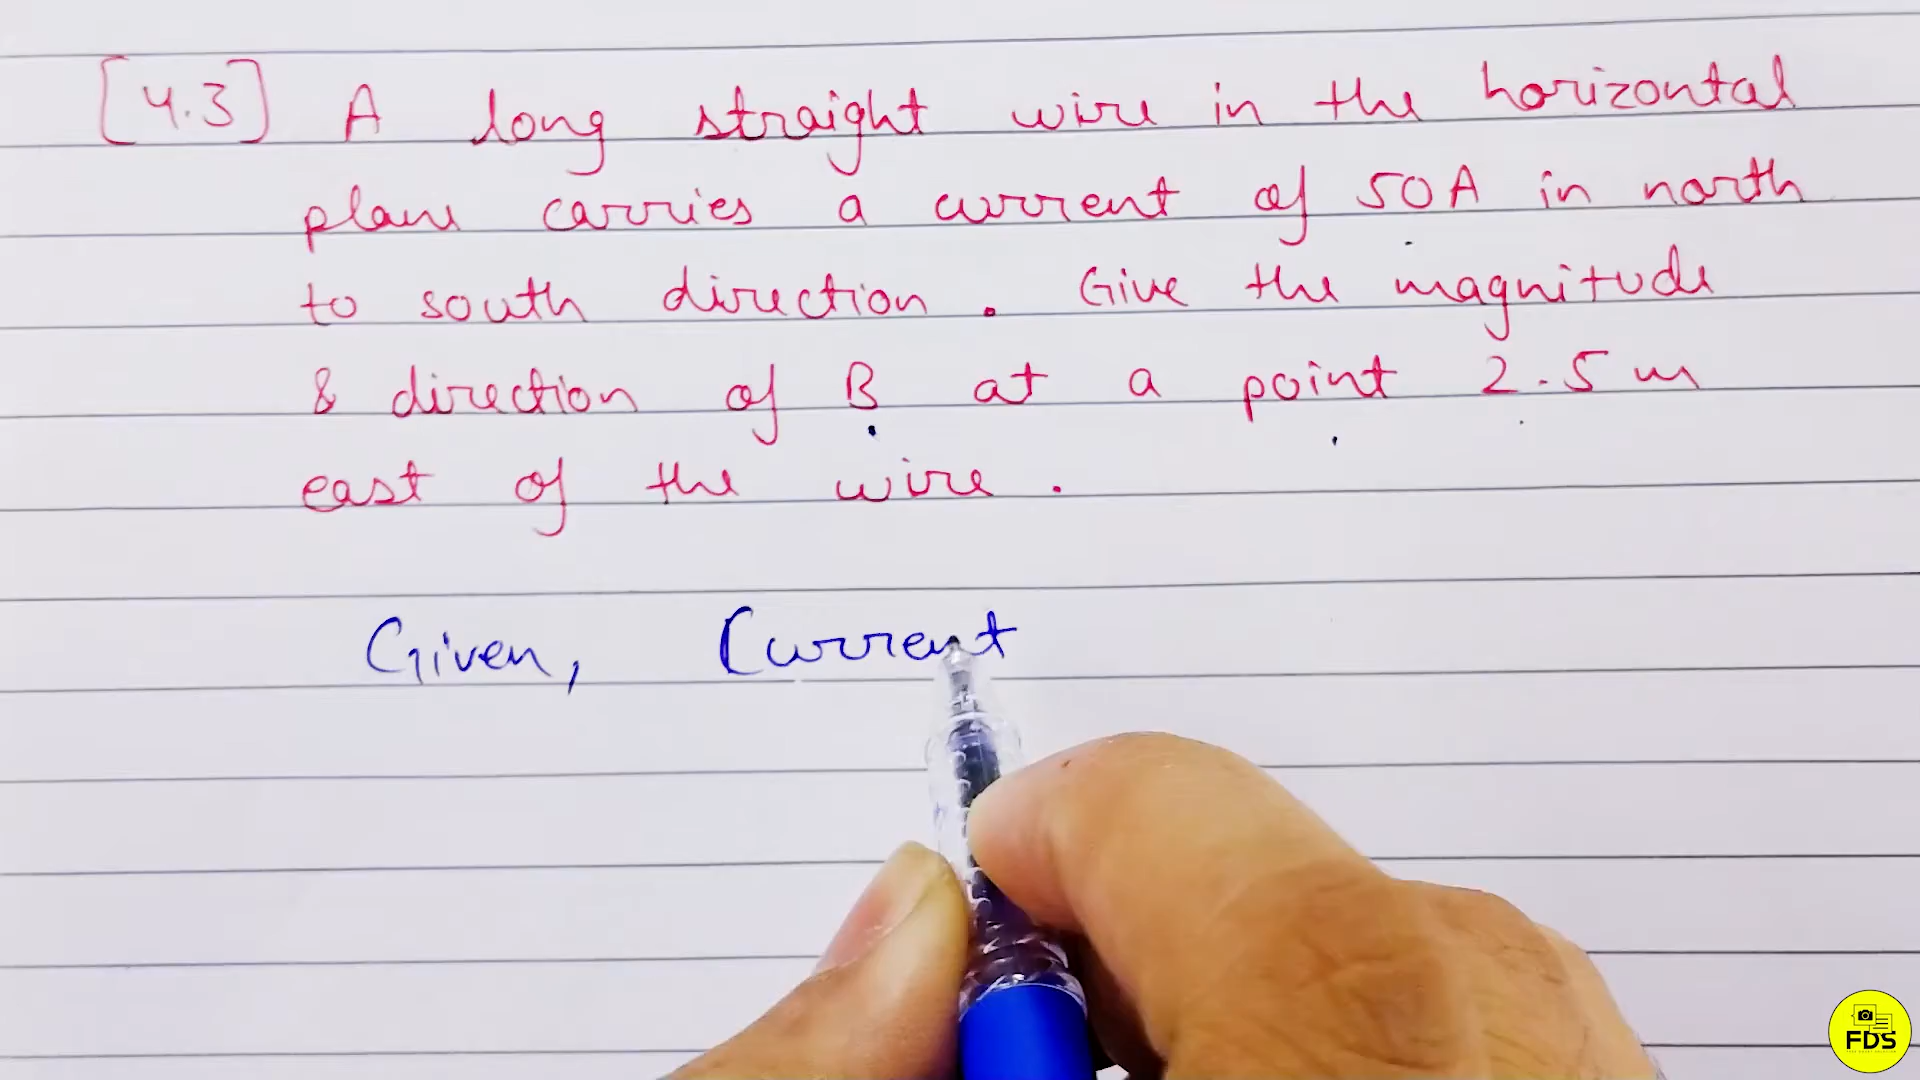 [4.3] A long straight wire in the horizontal
plane carries a current of 50A in north
to south direction. Give the magnitude
& direction of B at a point 2.5m
east of the wire.
Given, Current
FDS